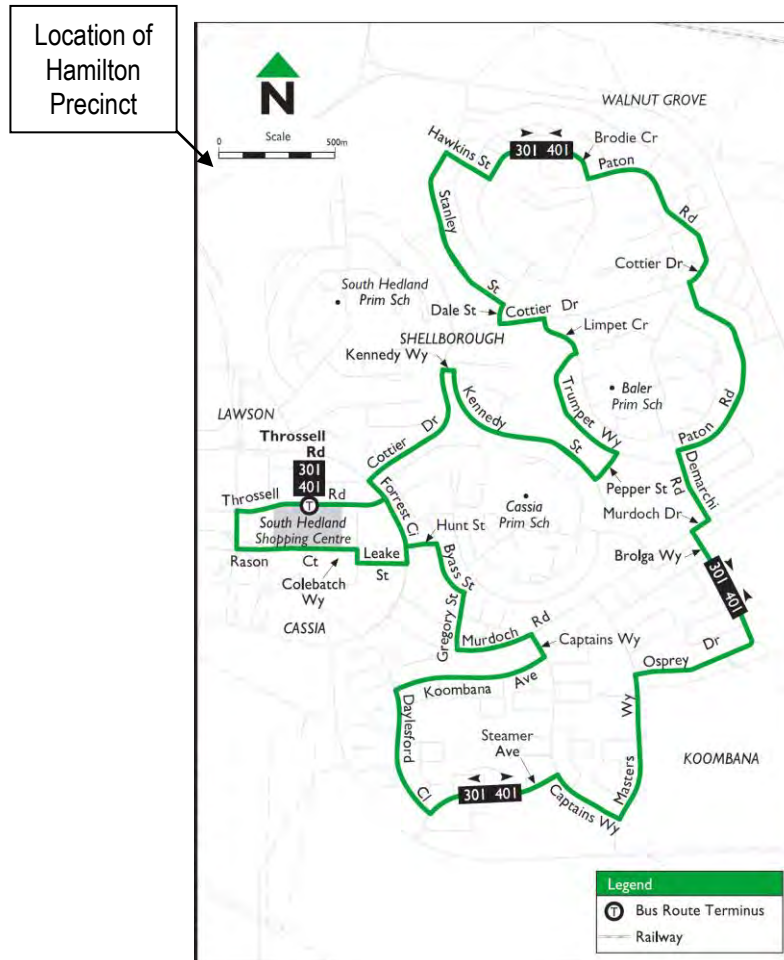 Location of
Hamilton
Precinct
N
Scale
0
500m
WALNUT GROVE
Hawkins St
301 401
Brodie Cr
Paton
Rd
Stanley
St
Cottier Dr
South Hedland
Prim Sch
Dale St
Cottier Dr
Limpet Cr
SHELLBOROUGH
Kennedy Wy
Kennedy
St
Trumpet Wy
Baler
Prim Sch
Paton
Rd
LAWSON
Throssell
Rd
301
401
T
Cottier Dr
Throssell Rd
Forrest Ci
South Hedland
Shopping Centre
Cassia
Prim Sch
Pepper St
Demarchi
Rd
Murdoch Dr
Hunt St
Brolga Wy
301 401
Rason Ct
Leake
St
Colebatch
Wy
Byass St
CASSIA
Gregory St
Murdoch Rd
Captains Wy
Osprey Dr
Koombana Ave
Daylesford
Cl
Steamer
Ave
301 401
Captains Wy
Masters
Wy
KOOMBANA
Legend
T Bus Route Terminus
Railway